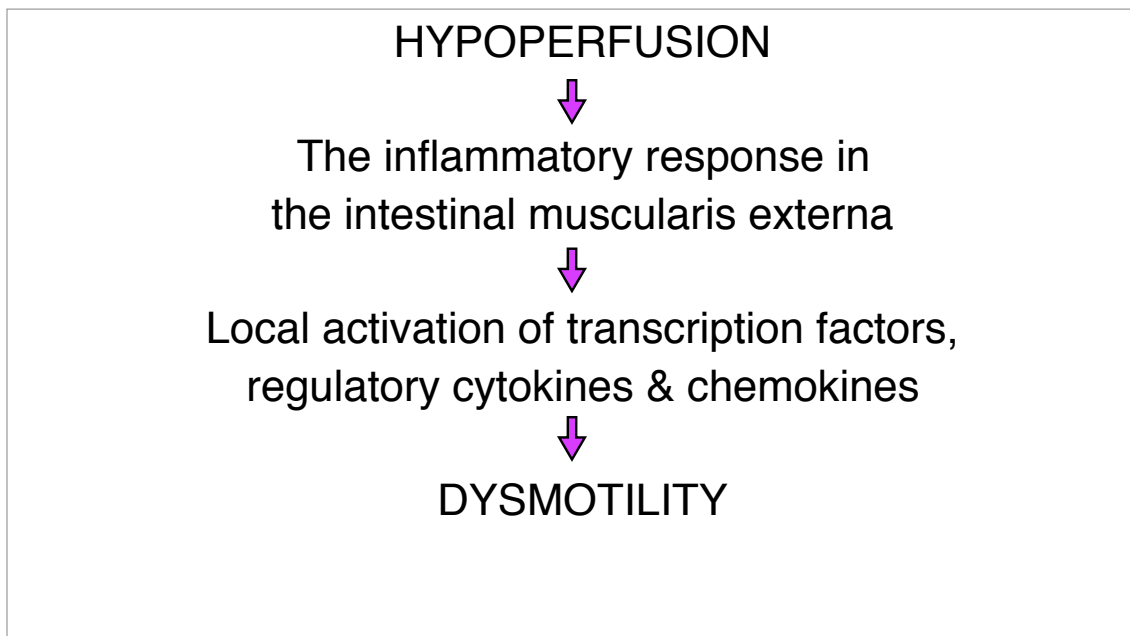 HYPOPERFUSION
The inflammatory response in
the intestinal muscularis externa
Local activation of transcription factors,
regulatory cytokines & chemokines
DYSMOTILITY